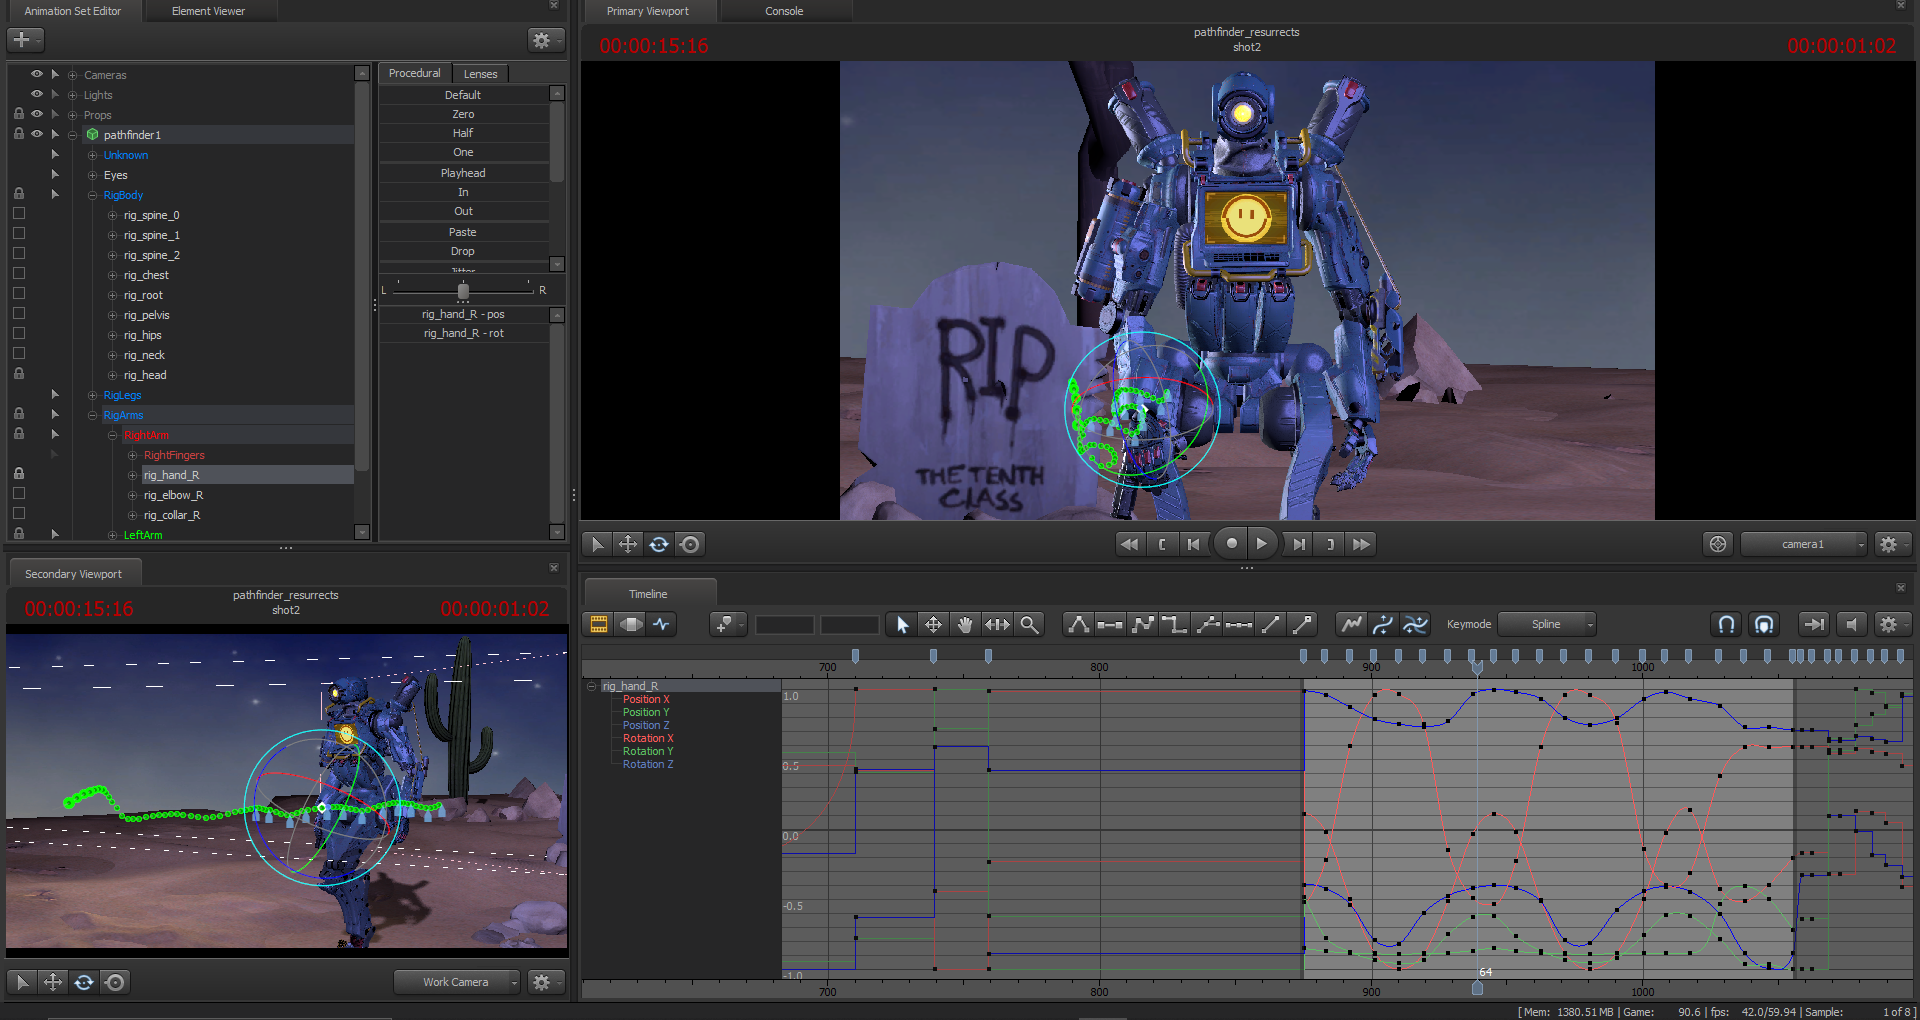 Animation Set Editor
Element Viewer
Cameras
Lights
Props
pathfinder1
Unknown
Eyes
RigBody
rig_spine_0
rig_spine_1
rig_spine_2
rig_chest
rig_root
rig_pelvis
rig_hips
rig_neck
rig_head
RigLegs
RigArms
RightArm
RightFingers
rig_hand_R
rig_elbow_R
rig_collar_R
LeftArm
Procedural
Lenses
Default
Zero
Half
One
Playhead
In
Out
Paste
Drop
Jitter
L
R
rig_hand_R - pos
rig_hand_R - rot
Primary Viewport
Console
00:00:15:16
pathfinder_resurrects
shot2
00:00:01:02
RIP
THE TENTH
CLASS
camera1
Secondary Viewport
00:00:15:16
pathfinder_resurrects
shot2
00:00:01:02
Work Camera
Timeline
Keymode
Spline
700
800
900
1000
rig_hand_R
Position X
Position Y
Position Z
Rotation X
Rotation Y
Rotation Z
1.0
0.5
0.0
-0.5
-1.0
64
700
800
900
1000
[ Mem: 1380.51 MB | Game: 90.6 | fps: 42.0/59.94 | Sample: 1 of 8 ]